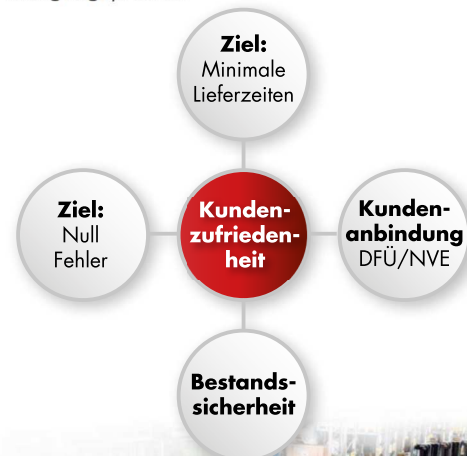 Ziel:
Minimale
Lieferzeiten
Ziel:
Null
Fehler
Kunden-
zufrieden-
heit
Kunden-
anbindung
DFÜ/NVE
Bestands-
sicherheit